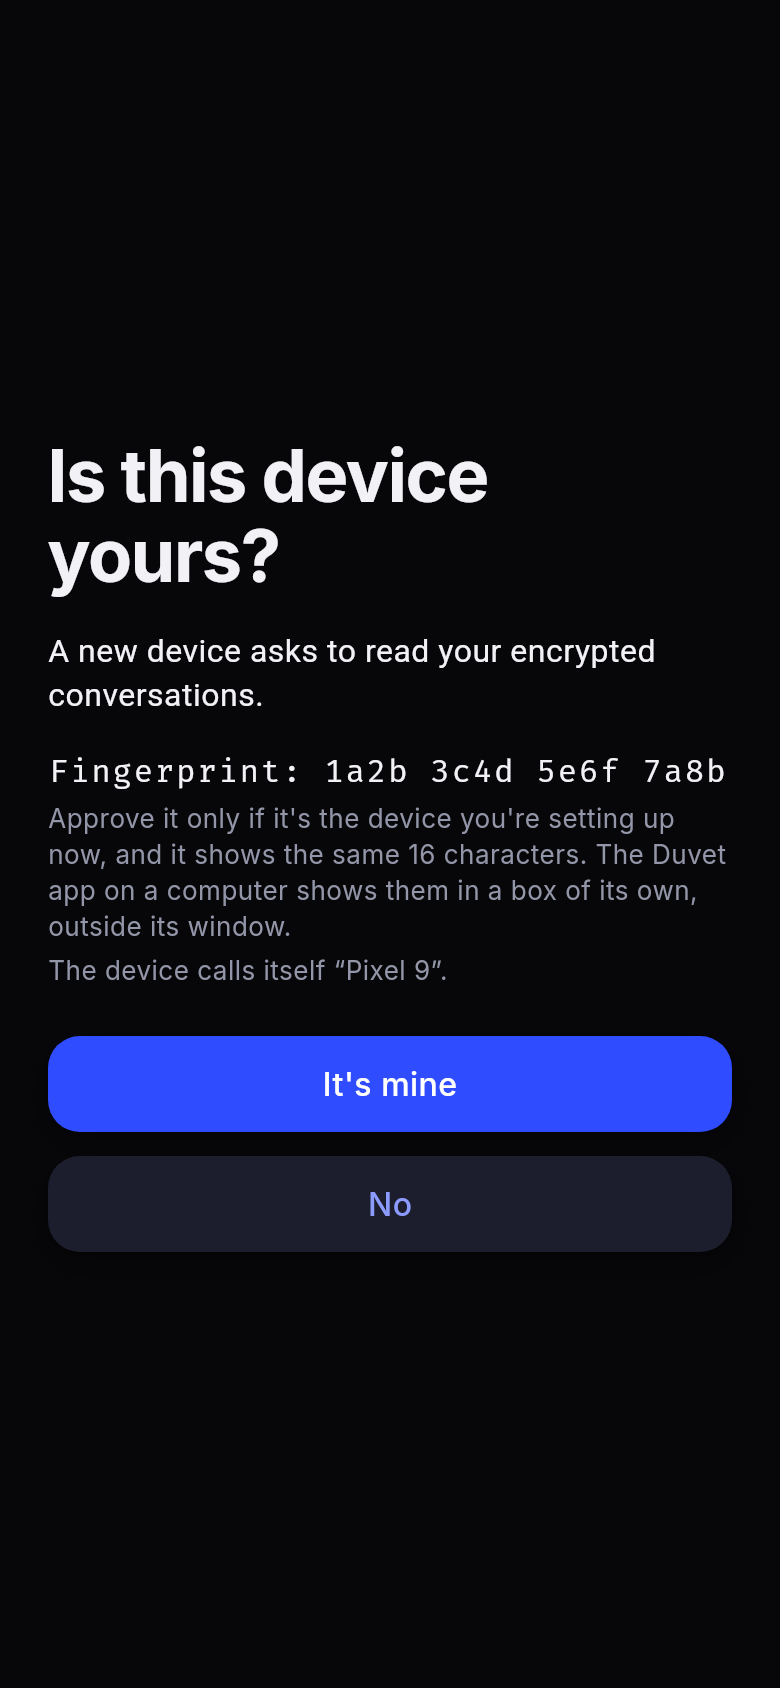 Is this device
yours?
A new device asks to read your encrypted
conversations.
Fingerprint: 1a2b 3c4d 5e6f 7a8b
Approve it only if it's the device you're setting up
now, and it shows the same 16 characters. The Duvet
app on a computer shows them in a box of its own,
outside its window.
The device calls itself “Pixel 9”.
It's mine
No